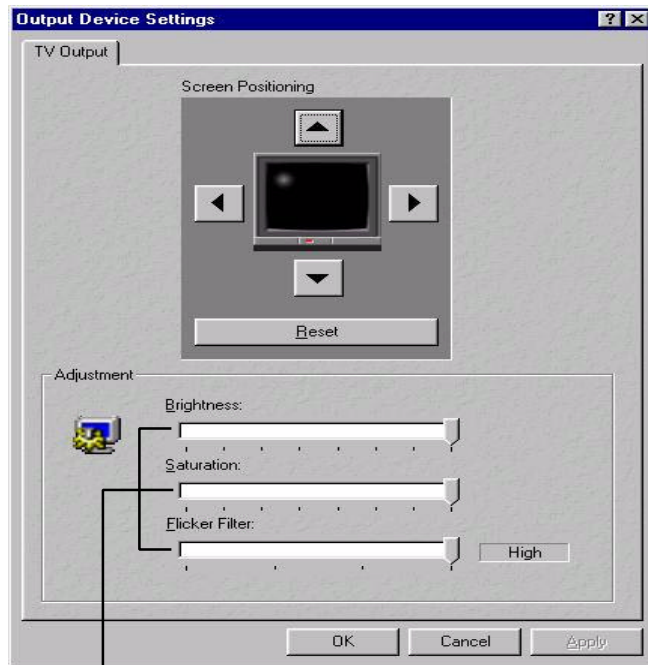 Output Device Settings
TV Output
Screen Positioning
Reset
Adjustment
Brightness:
Saturation:
Flicker Filter:
High
OK
Cancel
Apply